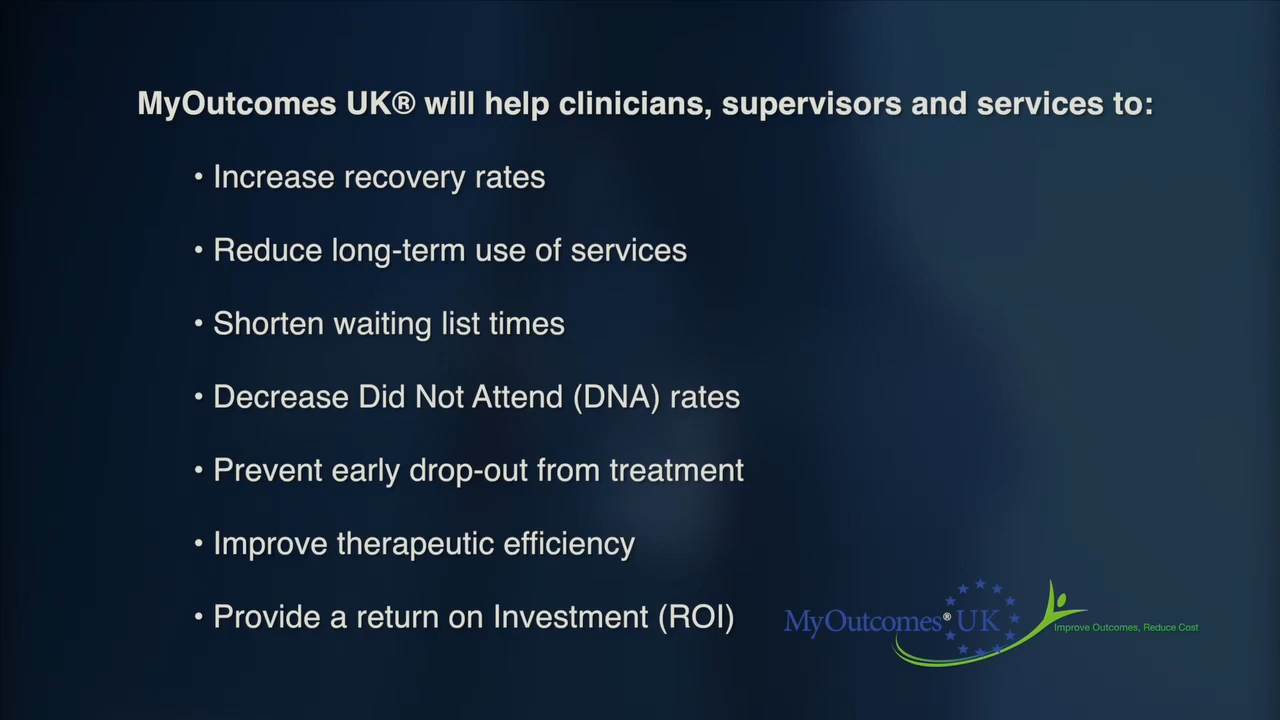 MyOutcomes UK® will help clinicians, supervisors and services to:
• Increase recovery rates
• Reduce long-term use of services
• Shorten waiting list times
• Decrease Did Not Attend (DNA) rates
• Prevent early drop-out from treatment
• Improve therapeutic efficiency
• Provide a return on Investment (ROI)
MyOutcomes® UK
Improve Outcomes, Reduce Cost